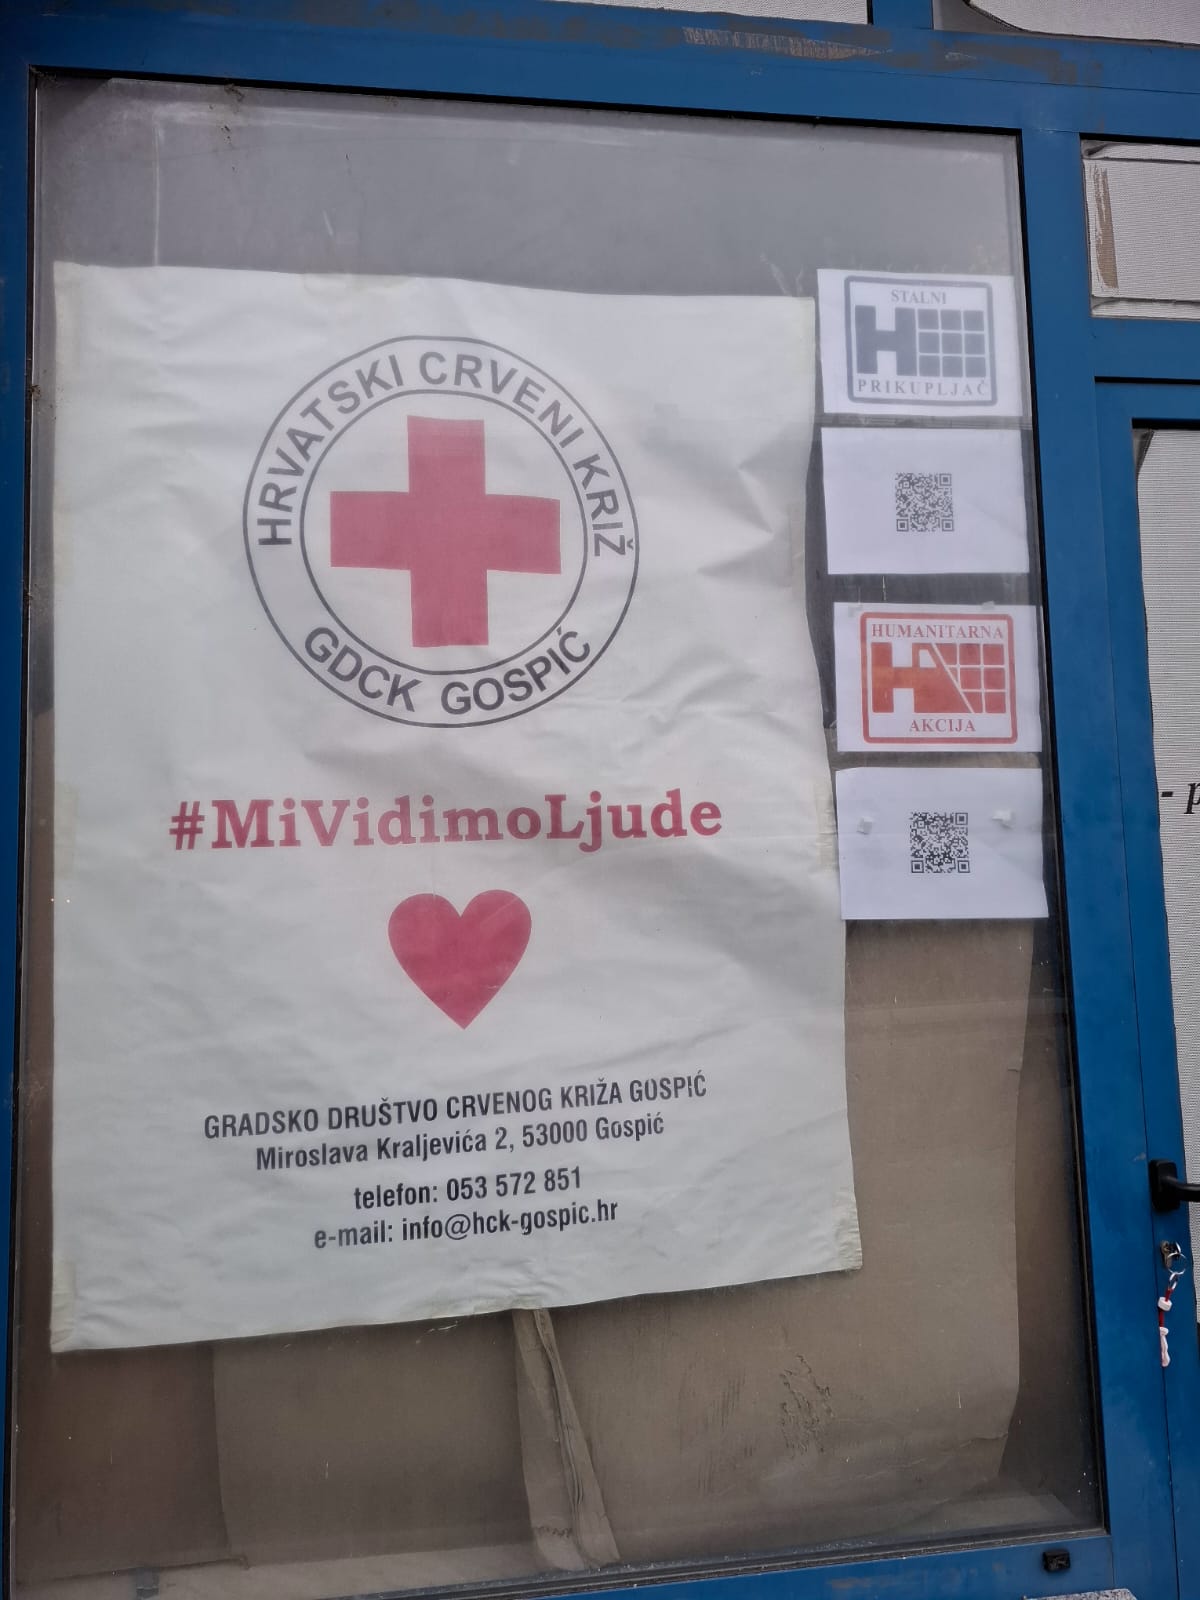 HRVATSKI CRVENI KRIŽ
GDCK GOSPIĆ
#MiVidimoLjude
GRADSKO DRUŠTVO CRVENOG KRIŽA GOSPIĆ
Miroslava Kraljevića 2, 53000 Gospić
telefon: 053 572 851
e-mail: info@hck-gospic.hr
STALNI
H
PRIKUPLJAČ
HUMANITARNA
HA
AKCIJA